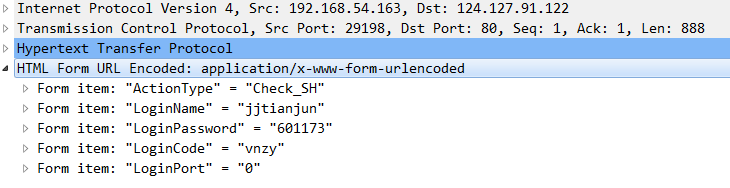 Internet Protocol Version 4, Src: 192.168.54.163, Dst: 124.127.91.122
Transmission Control Protocol, Src Port: 29198, Dst Port: 80, Seq: 1, Ack: 1, Len: 888
Hypertext Transfer Protocol
HTML Form URL Encoded: application/x-www-form-urlencoded
Form item: "ActionType" = "Check_SH"
Form item: "LoginName" = "jjtianjun"
Form item: "LoginPassword" = "601173"
Form item: "LoginCode" = "vnzy"
Form item: "LoginPort" = "0"